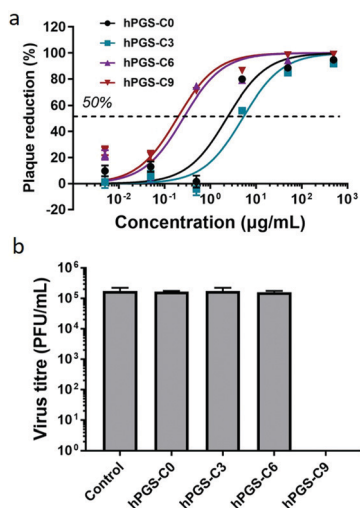 a
hPGS-C0
hPGS-C3
hPGS-C6
hPGS-C9
Plaque reduction (%)
120
100
80
60
40
20
0
50%
10⁻² 10⁻¹ 10⁰ 10¹ 10² 10³
Concentration (μg/mL)
b
Virus titre (PFU/mL)
10⁶
10⁵
10⁴
10³
10²
10¹
10⁰
Control
hPGS-C0
hPGS-C3
hPGS-C6
hPGS-C9